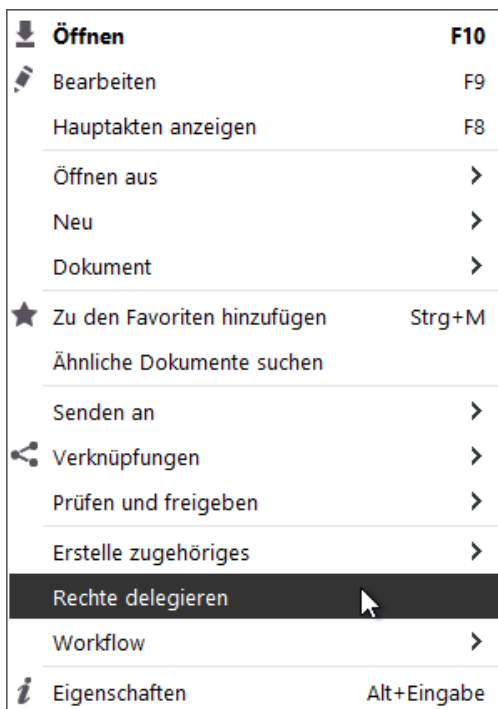 Öffnen F10
Bearbeiten F9
Hauptakten anzeigen F8
Öffnen aus
Neu
Dokument
Zu den Favoriten hinzufügen Strg+M
Ähnliche Dokumente suchen
Senden an
Verknüpfungen
Prüfen und freigeben
Erstelle zugehöriges
Rechte delegieren
Workflow
Eigenschaften Alt+Eingabe